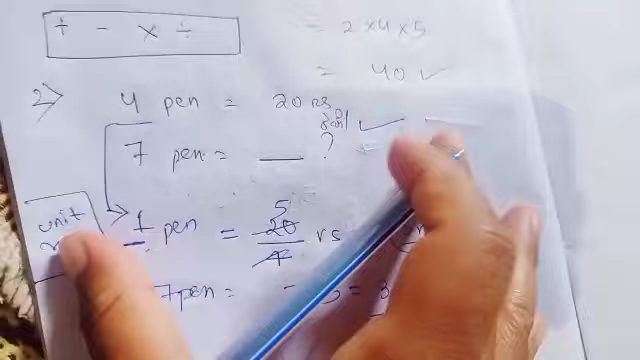 + - × ÷
= 2×4×5
= 40 ✓
2> 4 pen = 20 rs
7 pen = ___ ?
unit
1 pen = 5 20/4 rs
7 pen =